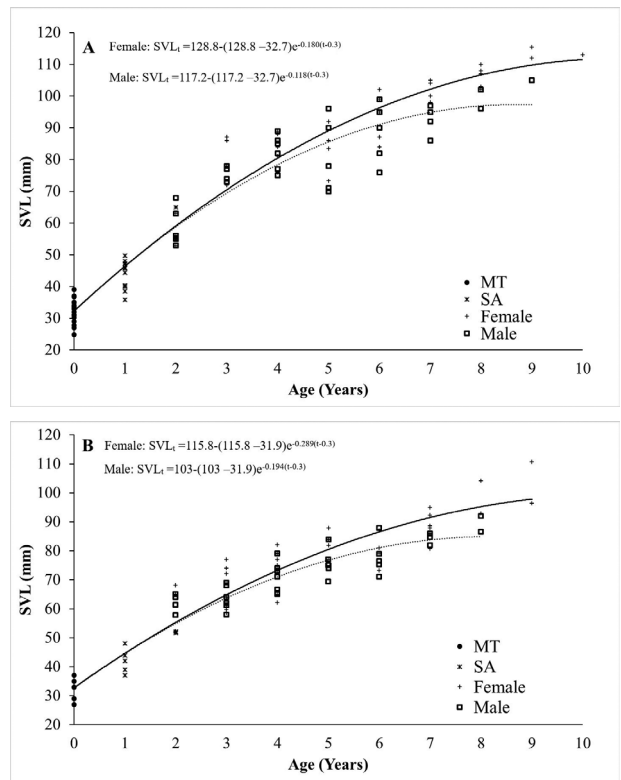 A
Female: SVLt =128.8-(128.8 –32.7)e-0.180(t-0.3)
Male: SVLt =117.2-(117.2 –32.7)e-0.118(t-0.3)
120
110
100
90
80
70
60
50
40
30
20
SVL (mm)
MT
SA
Female
Male
0 1 2 3 4 5 6 7 8 9 10
Age (Years)
B
Female: SVLt =115.8-(115.8 –31.9)e-0.289(t-0.3)
Male: SVLt =103-(103 –31.9)e-0.194(t-0.3)
120
110
100
90
80
70
60
50
40
30
20
SVL (mm)
MT
SA
Female
Male
0 1 2 3 4 5 6 7 8 9 10
Age (Years)